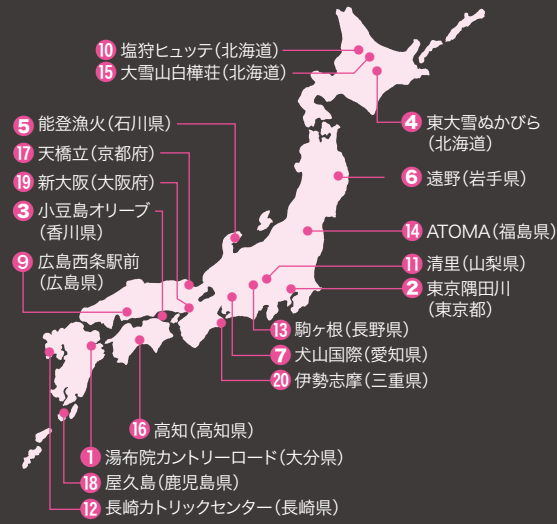 ⑩ 塩狩ヒュッテ(北海道)
⑮ 大雪山白樺荘(北海道)
⑤ 能登漁火(石川県)
⑰ 天橋立(京都府)
⑲ 新大阪(大阪府)
③ 小豆島オリーブ
(香川県)
⑨ 広島西条駅前
(広島県)
④ 東大雪ぬかびら
(北海道)
⑥ 遠野(岩手県)
⑭ ATOMA(福島県)
⑪ 清里(山梨県)
② 東京隅田川
(東京都)
⑬ 駒ヶ根(長野県)
⑦ 犬山国際(愛知県)
⑳ 伊勢志摩(三重県)
⑯ 高知(高知県)
① 湯布院カントリーロード(大分県)
⑱ 屋久島(鹿児島県)
⑫ 長崎カトリックセンター(長崎県)